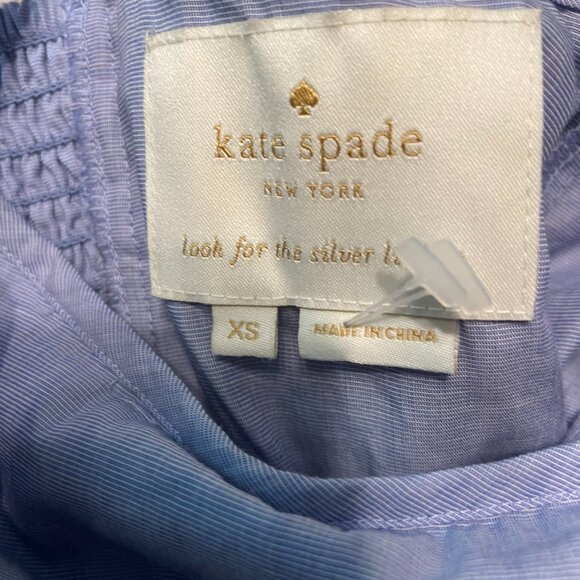 kate spade
NEW YORK
look for the silver
XS
MADE IN CHINA